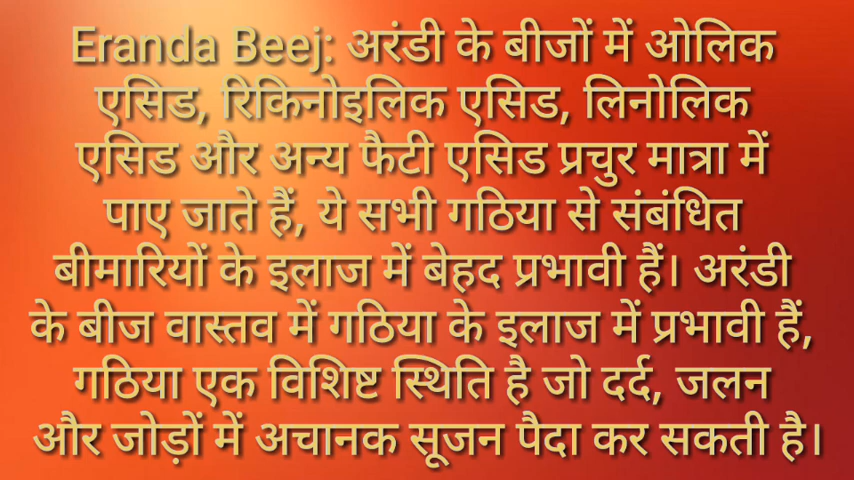 Eranda Beej: अरंडी के बीजों में ओलिक
एसिड, रिकिनोइलिक एसिड, लिनोलिक
एसिड और अन्य फैटी एसिड प्रचुर मात्रा में
पाए जाते हैं, ये सभी गठिया से संबंधित
बीमारियों के इलाज में बेहद प्रभावी हैं। अरंडी
के बीज वास्तव में गठिया के इलाज में प्रभावी हैं,
गठिया एक विशिष्ट स्थिति है जो दर्द, जलन
और जोड़ों में अचानक सूजन पैदा कर सकती है।